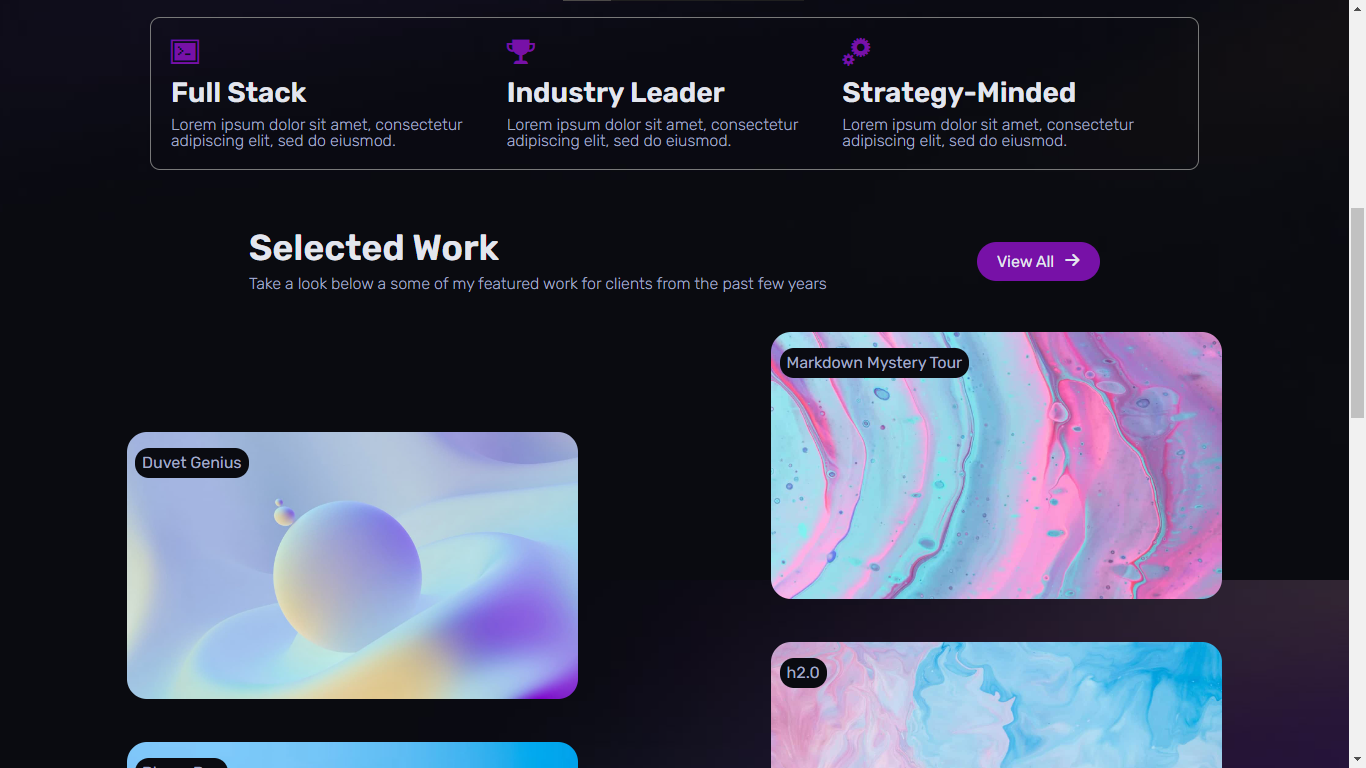 Full Stack
Lorem ipsum dolor sit amet, consectetur
adipiscing elit, sed do eiusmod.
Industry Leader
Lorem ipsum dolor sit amet, consectetur
adipiscing elit, sed do eiusmod.
Strategy-Minded
Lorem ipsum dolor sit amet, consectetur
adipiscing elit, sed do eiusmod.
Selected Work
Take a look below a some of my featured work for clients from the past few years
View All
Markdown Mystery Tour
Duvet Genius
h2.0